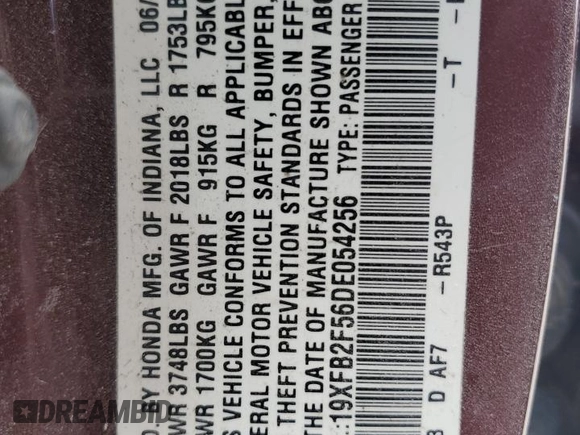 D BY HONDA MFG. OF INDIANA, LLC 06/
WR 3748LBS GAWR F 2018LBS R 1753LB
WR 1700KG GAWR F 915KG R 795KG
S VEHICLE CONFORMS TO ALL APPLICABL
ERAL MOTOR VEHICLE SAFETY, BUMPER,
THEFT PREVENTION STANDARDS IN EFF
THE DATE OF MANUFACTURE SHOWN ABO
:19XFB2F56DE054256 TYPE: PASSENGER
-R543P -T -
B D AF7
DREAMBID